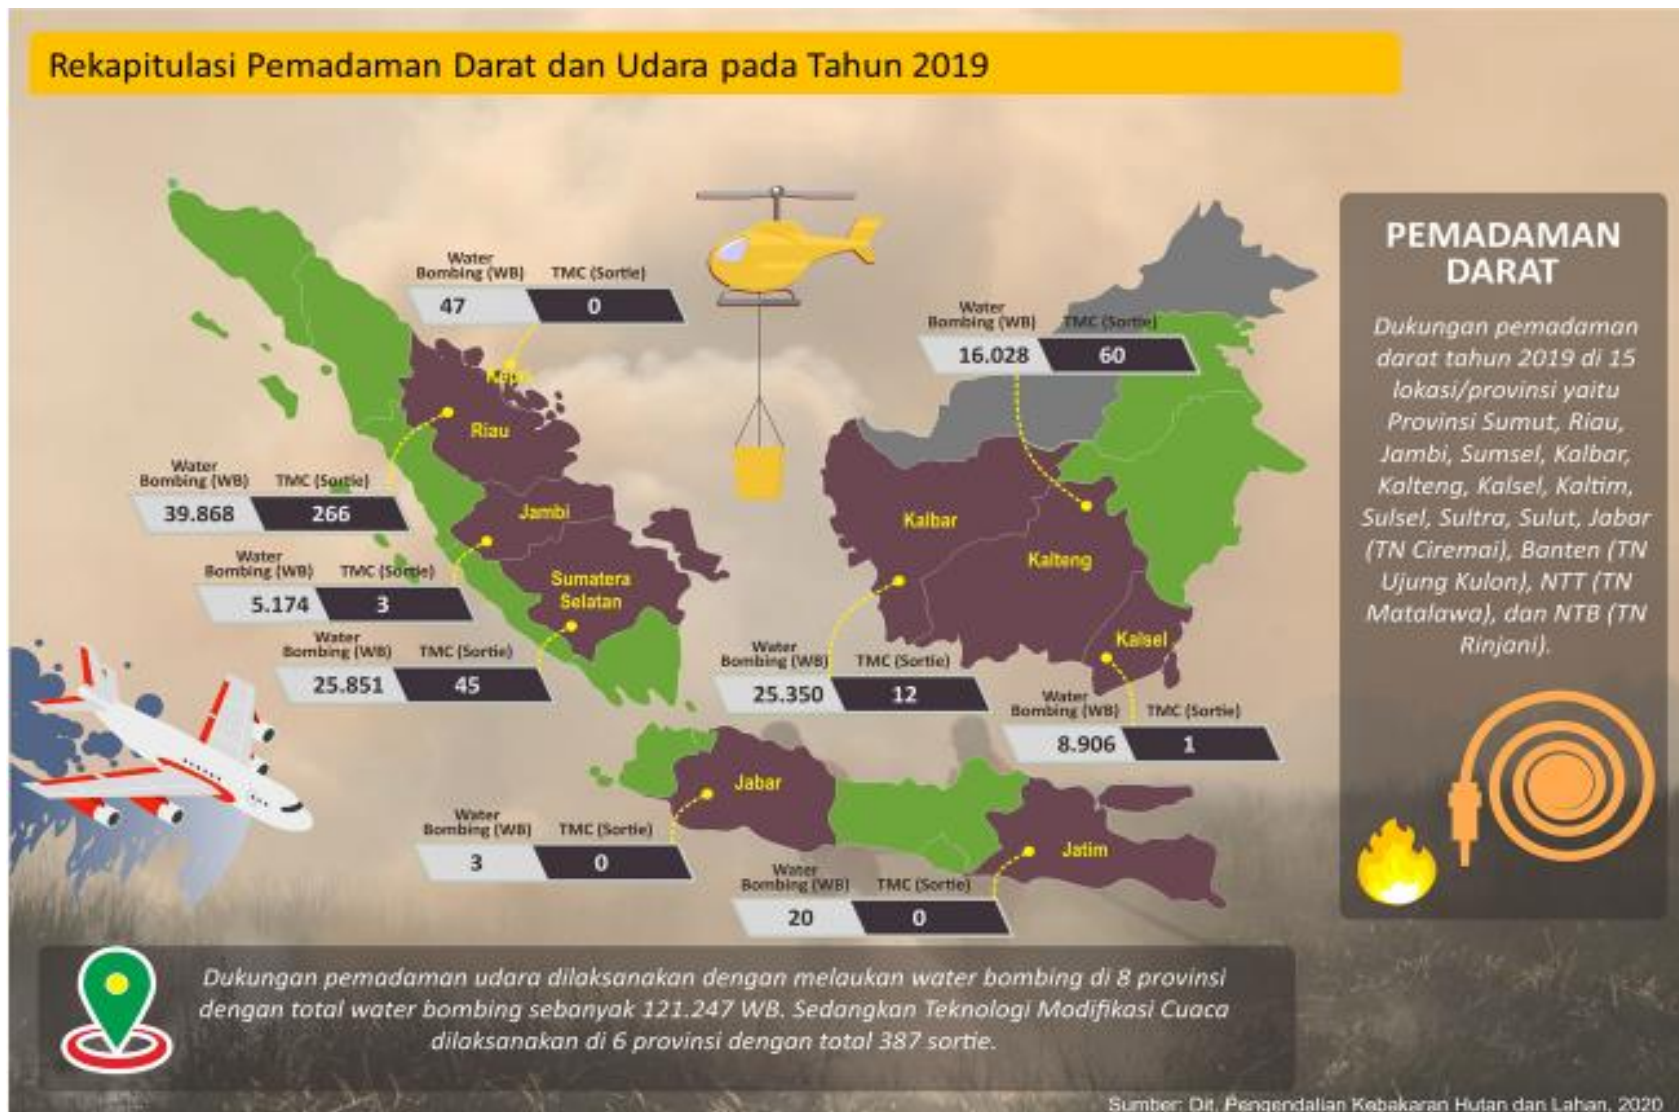 Rekapitulasi Pemadaman Darat dan Udara pada Tahun 2019
Water
Bombing (WB) TMC (Sortie)
47 0
Kepri
Riau
Water
Bombing (WB) TMC (Sortie)
39.868 266
Jambi
Water
Bombing (WB) TMC (Sortie)
5.174 3
Sumatera
Selatan
Water
Bombing (WB) TMC (Sortie)
25.851 45
Water
Bombing (WB) TMC (Sortie)
16.028 60
Kalbar
Kalteng
Kalsel
Water
Bombing (WB) TMC (Sortie)
25.350 12
Water
Bombing (WB) TMC (Sortie)
8.906 1
Jabar
Water
Bombing (WB) TMC (Sortie)
3 0
Jatim
Water
Bombing (WB) TMC (Sortie)
20 0
PEMADAMAN
DARAT
Dukungan pemadaman
darat tahun 2019 di 15
lokasi/provinsi yaitu
Provinsi Sumut, Riau,
Jambi, Sumsel, Kalbar,
Kalteng, Kalsel, Kaltim,
Sulsel, Sultra, Sulut, Jabar
(TN Ciremai), Banten (TN
Ujung Kulon), NTT (TN
Matalawa), dan NTB (TN
Rinjani).
Dukungan pemadaman udara dilaksanakan dengan melaukan water bombing di 8 provinsi
dengan total water bombing sebanyak 121.247 WB. Sedangkan Teknologi Modifikasi Cuaca
dilaksanakan di 6 provinsi dengan total 387 sortie.
Sumber: Dit. Pengendalian Kebakaran Hutan dan Lahan, 2020